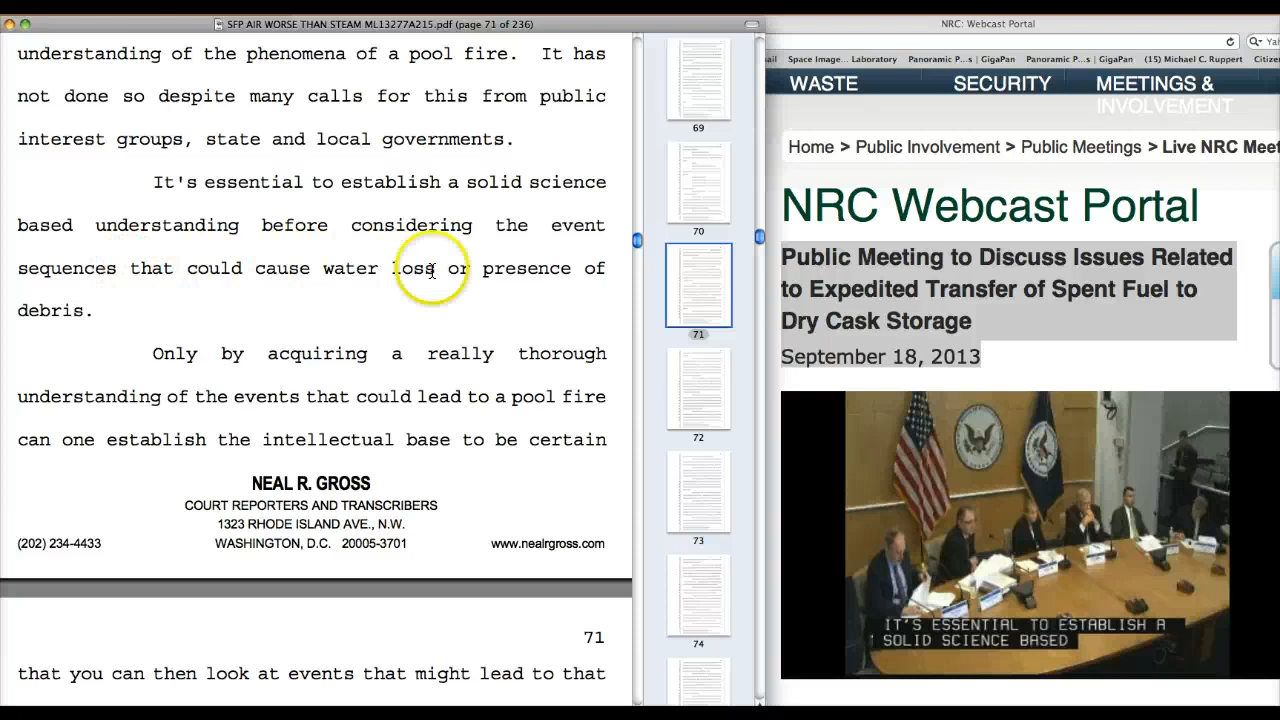 SFP AIR WORSE THAN STEAM ML13277A215.pdf (page 71 of 236)
understanding of the phenomena of a pool fire. It has
not done so despite many calls for this from public
interest groups, state and local governments.
It's essential to establish a solid science
based understanding before considering the event
sequences that could cause water loss or presence of
debris.
Only by acquiring a really thorough
understanding of the events that could lead to a pool fire
can one establish the intellectual base to be certain
NEAL R. GROSS
COURT REPORTERS AND TRANSCRIBERS
1323 RHODE ISLAND AVE., N.W.
(202) 234-4433 WASHINGTON, D.C. 20005-3701 www.nealrgross.com
71
that you can then look at events that might lead to that
69
70
71
72
73
74
NRC: Webcast Portal
Space Image... Laboratory Panoramic P...s | GigaPan Panoramic P...s | GigaPan (1) Michael C. Ruppert
WASTE SECURITY MEETINGS &
INVOLVEMENT
Home > Public Involvement > Public Meetings > Live NRC Meet
NRC Webcast Portal
Public Meeting to Discuss Issues Related
to Expedited Transfer of Spent Fuel to
Dry Cask Storage
September 18, 2013
IT'S ESSENTIAL TO ESTABLISH A
SOLID SCIENCE BASED